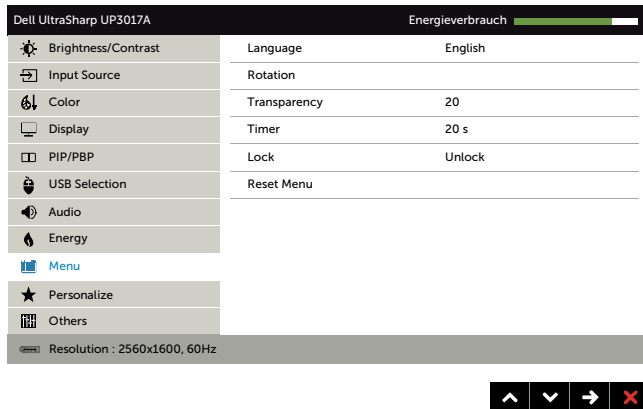 Dell UltraSharp UP3017A Energieverbrauch
Brightness/Contrast Language English
Input Source Rotation
Color Transparency 20
Display Timer 20 s
PIP/PBP Lock Unlock
USB Selection Reset Menu
Audio
Energy
Menu
Personalize
Others
Resolution : 2560x1600, 60Hz